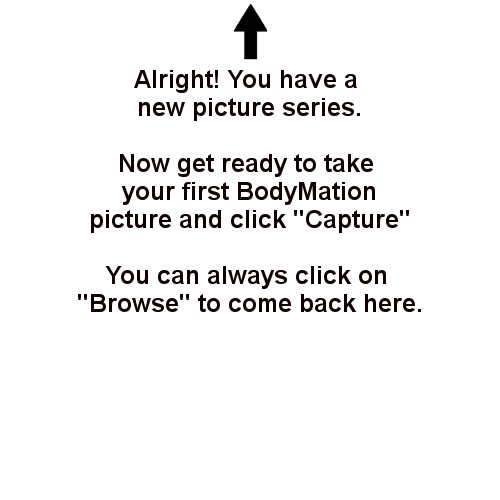 Alright! You have a
new picture series.
Now get ready to take
your first BodyMation
picture and click "Capture"
You can always click on
"Browse" to come back here.